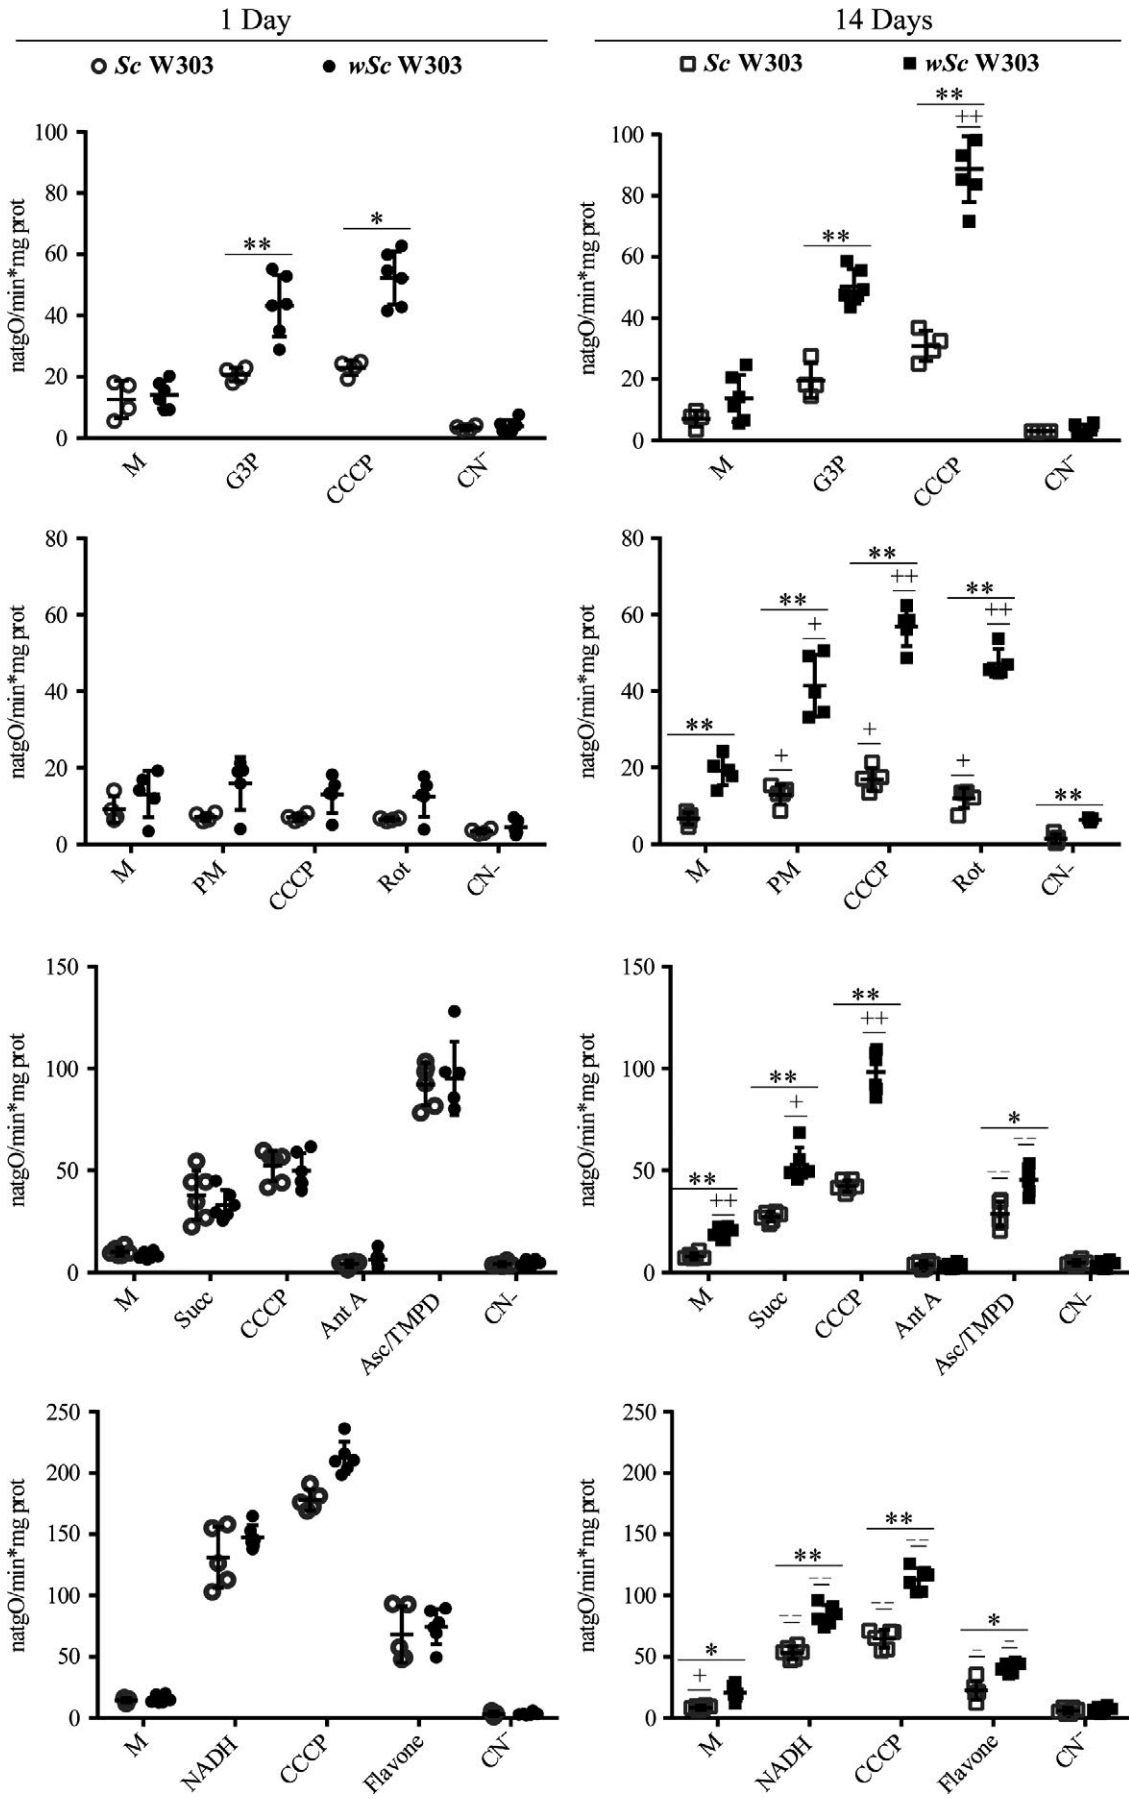 1 Day
14 Days
Sc W303
wSc W303
Sc W303
wSc W303
natgO/min*mg prot
100
80
60
40
20
0
**
*
M
G3P
CCCP
CN⁻
natgO/min*mg prot
100
80
60
40
20
0
**
**
++
M
G3P
CCCP
CN⁻
natgO/min*mg prot
80
60
40
20
0
M
PM
CCCP
Rot
CN-
natgO/min*mg prot
80
60
40
20
0
**
**
+
+
**
++
+
**
++
+
**
M
PM
CCCP
Rot
CN-
natgO/min*mg prot
150
100
50
0
M
Succ
CCCP
Ant A
Asc/TMPD
CN-
natgO/min*mg prot
150
100
50
0
**
++
**
+
**
++
*
--
--
M
Succ
CCCP
Ant A
Asc/TMPD
CN-
natgO/min*mg prot
250
200
150
100
50
0
M
NADH
CCCP
Flavone
CN⁻
natgO/min*mg prot
250
200
150
100
50
0
*
+
**
--
--
**
--
--
*
-
-
M
NADH
CCCP
Flavone
CN⁻